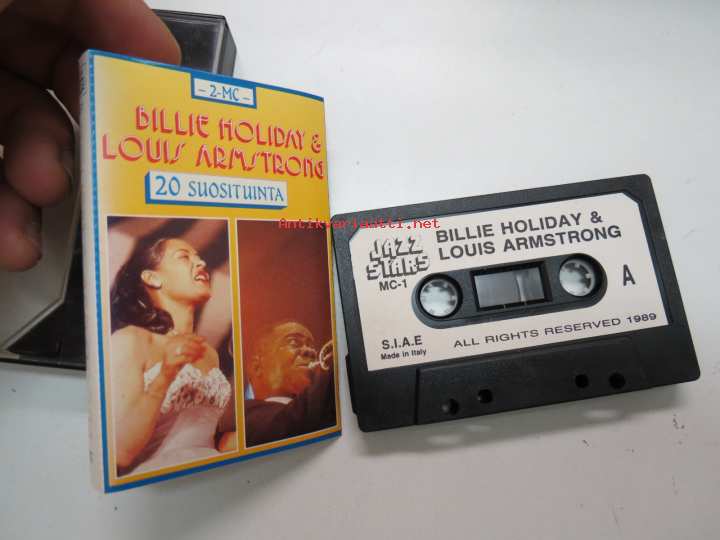 – 2-MC –
BILLIE HOLIDAY &
LOUIS ARMSTRONG
20 SUOSITUINTA
Antikvariaatti.net
JAZZ
STARS
MC-1
BILLIE HOLIDAY &
LOUIS ARMSTRONG
A
S.I.A.E
Made in Italy
ALL RIGHTS RESERVED 1989